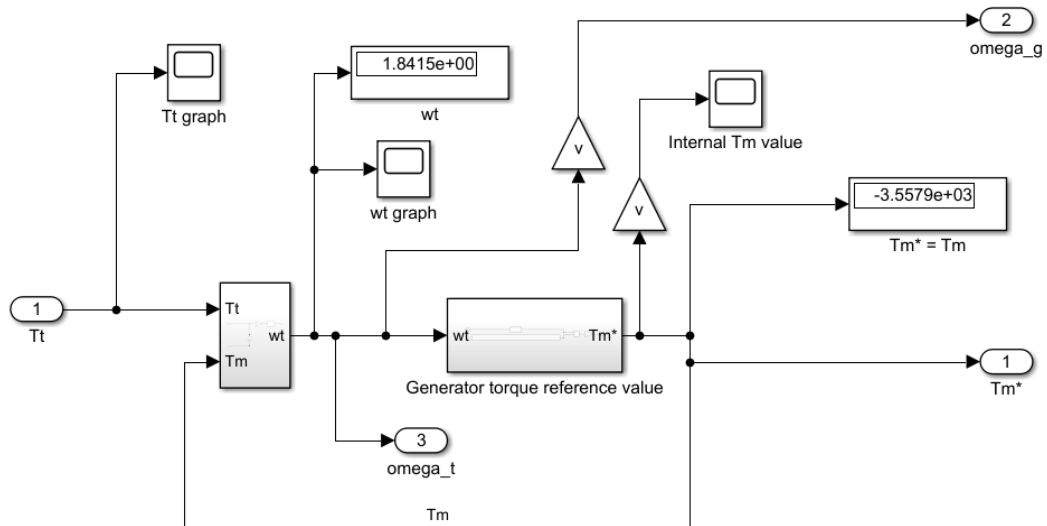 2
omega_g
1.8415e+00
wt
Tt graph
v
Internal Tm value
wt graph
v
-3.5579e+03
Tm* = Tm
1
Tt
Tt
wt
Tm
wt
Tm*
Generator torque reference value
1
Tm*
3
omega_t
Tm